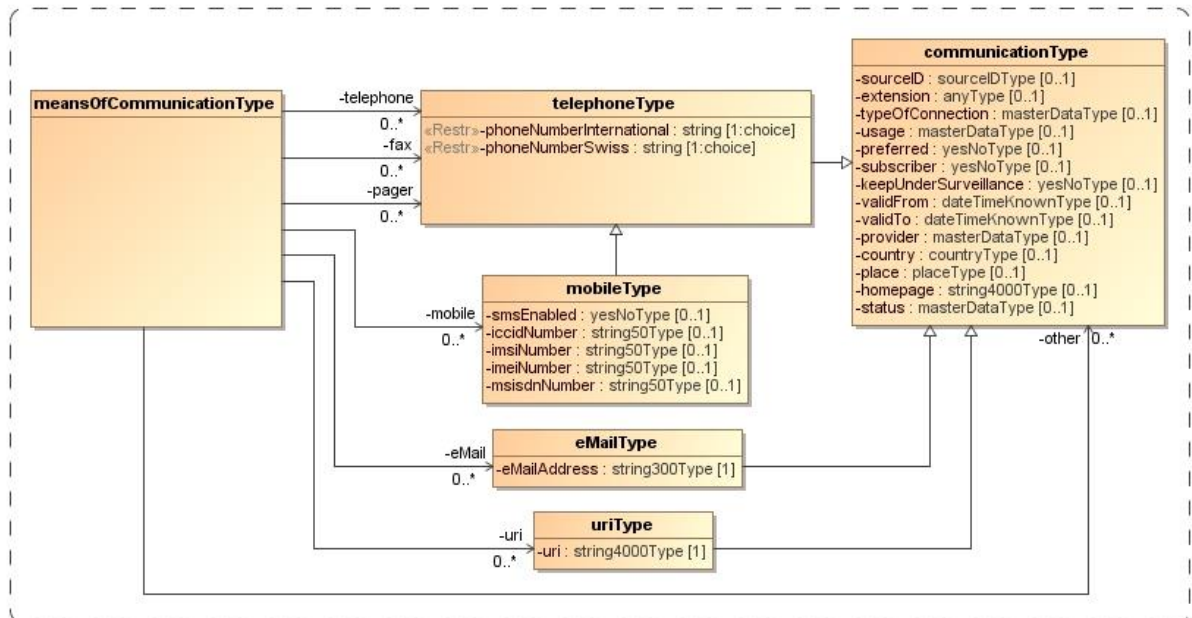 meansOfCommunicationType
-telephone
0..*
-fax
0..*
-pager
0..*
telephoneType
«Restr»-phoneNumberInternational : string [1:choice]
«Restr»-phoneNumberSwiss : string [1:choice]
communicationType
-sourceID : sourceIDType [0..1]
-extension : anyType [0..1]
-typeOfConnection : masterDataType [0..1]
-usage : masterDataType [0..1]
-preferred : yesNoType [0..1]
-subscriber : yesNoType [0..1]
-keepUnderSurveillance : yesNoType [0..1]
-validFrom : dateTimeKnownType [0..1]
-validTo : dateTimeKnownType [0..1]
-provider : masterDataType [0..1]
-country : countryType [0..1]
-place : placeType [0..1]
-homepage : string4000Type [0..1]
-status : masterDataType [0..1]
-other 0..*
-mobile
0..*
mobileType
-smsEnabled : yesNoType [0..1]
-iccidNumber : string50Type [0..1]
-imsiNumber : string50Type [0..1]
-imeiNumber : string50Type [0..1]
-msisdnNumber : string50Type [0..1]
-eMail
0..*
eMailType
-eMailAddress : string300Type [1]
-uri
0..*
uriType
-uri : string4000Type [1]